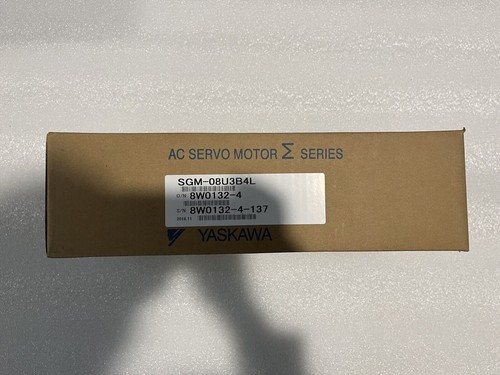 AC SERVO MOTOR Σ SERIES
SGM-08U3B4L
O/N 8W0132-4
S/N 8W0132-4-137
YASKAWA